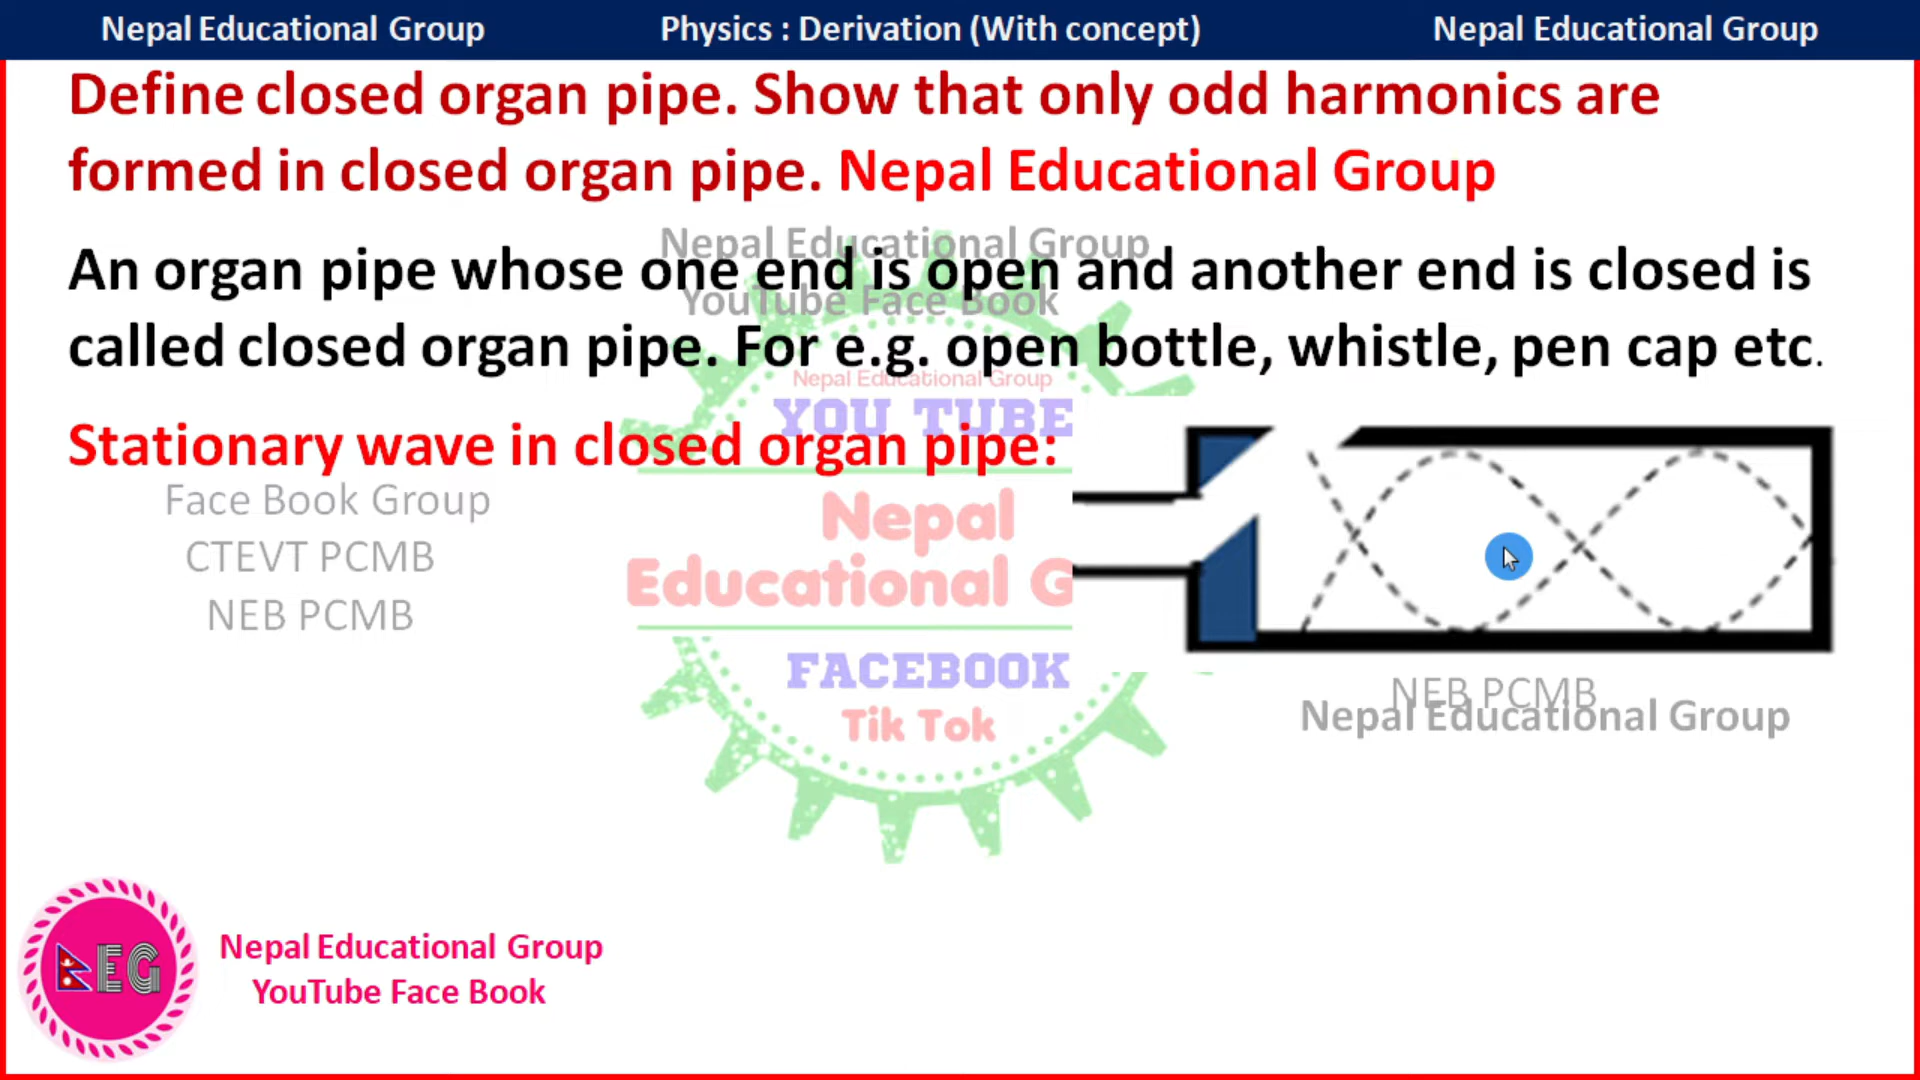 Nepal Educational Group
Physics : Derivation (With concept)
Nepal Educational Group
Define closed organ pipe. Show that only odd harmonics are
formed in closed organ pipe. Nepal Educational Group
Nepal Educational Group
An organ pipe whose one end is open and another end is closed is
YouTube Face Book
called closed organ pipe. For e.g. open bottle, whistle, pen cap etc.
Nepal Educational Group
YOU TUBE
Stationary wave in closed organ pipe:
Face Book Group
CTEVT PCMB
NEB PCMB
Nepal
Educational G
FACEBOOK
Tik Tok
NEB PCMB
Nepal Educational Group
NEG
Nepal Educational Group
YouTube Face Book